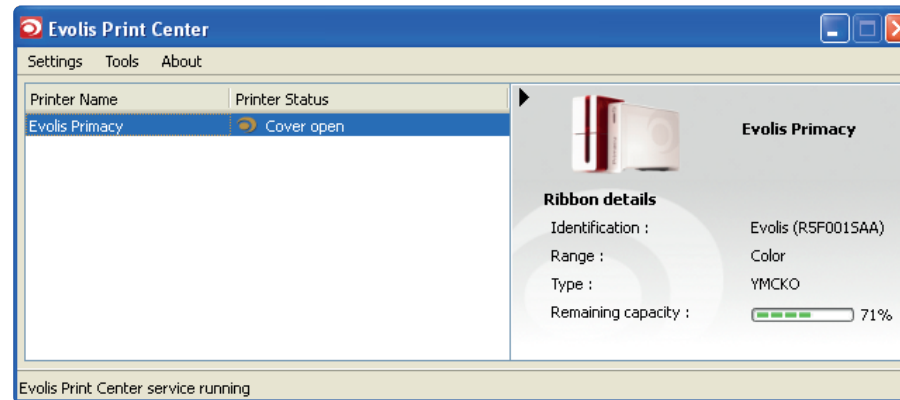 Evolis Print Center
Settings Tools About
Printer Name Printer Status
Evolis Primacy Cover open
Evolis Primacy
Ribbon details
Identification : Evolis (R5F001SAA)
Range : Color
Type : YMCKO
Remaining capacity : 71%
Evolis Print Center service running